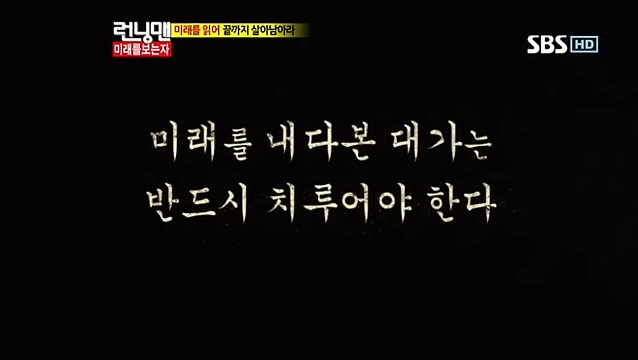 런닝맨
미래를보는자
미래를 읽어 끝까지 살아남아라
SBS HD
미래를 내다본 대가는
반드시 치루어야 한다